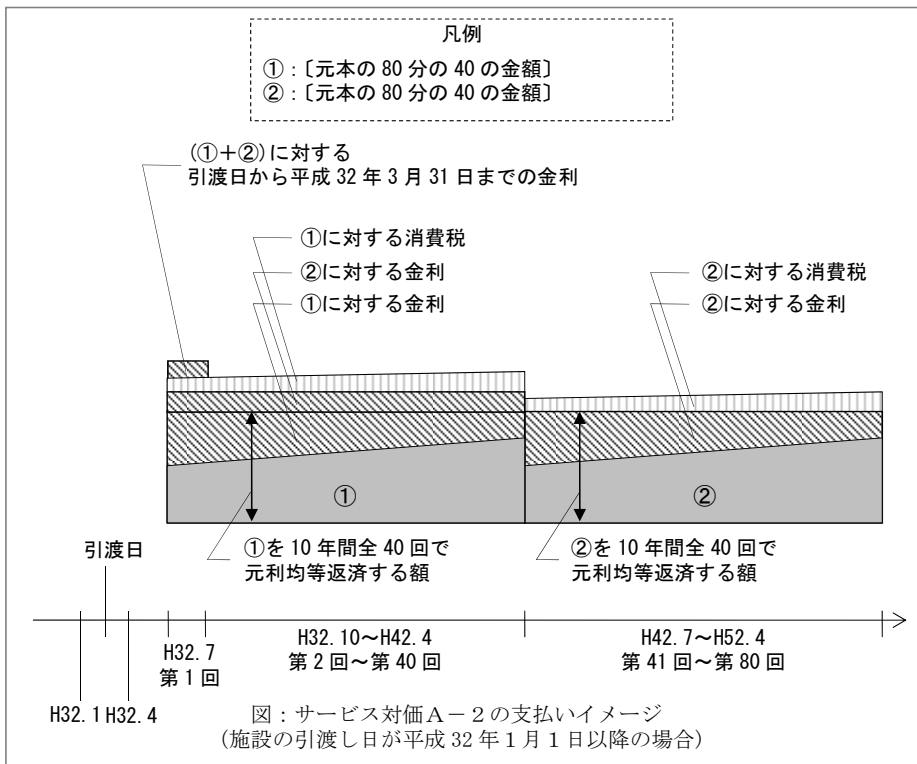 凡例
①：〔元本の 80 分の 40 の金額〕
②：〔元本の 80 分の 40 の金額〕
(①＋②)に対する
引渡日から平成 32 年 3 月 31 日までの金利
①に対する消費税
②に対する金利
①に対する金利
②に対する消費税
②に対する金利
①
②
①を 10 年間全 40 回で
元利均等返済する額
②を 10 年間全 40 回で
元利均等返済する額
引渡日
H32.7
第 1 回
H32.10～H42.4
第 2 回～第 40 回
H42.7～H52.4
第 41 回～第 80 回
H32.1
H32.4
図：サービス対価Ａ－２の支払いイメージ
(施設の引渡し日が平成 32 年１月１日以降の場合)